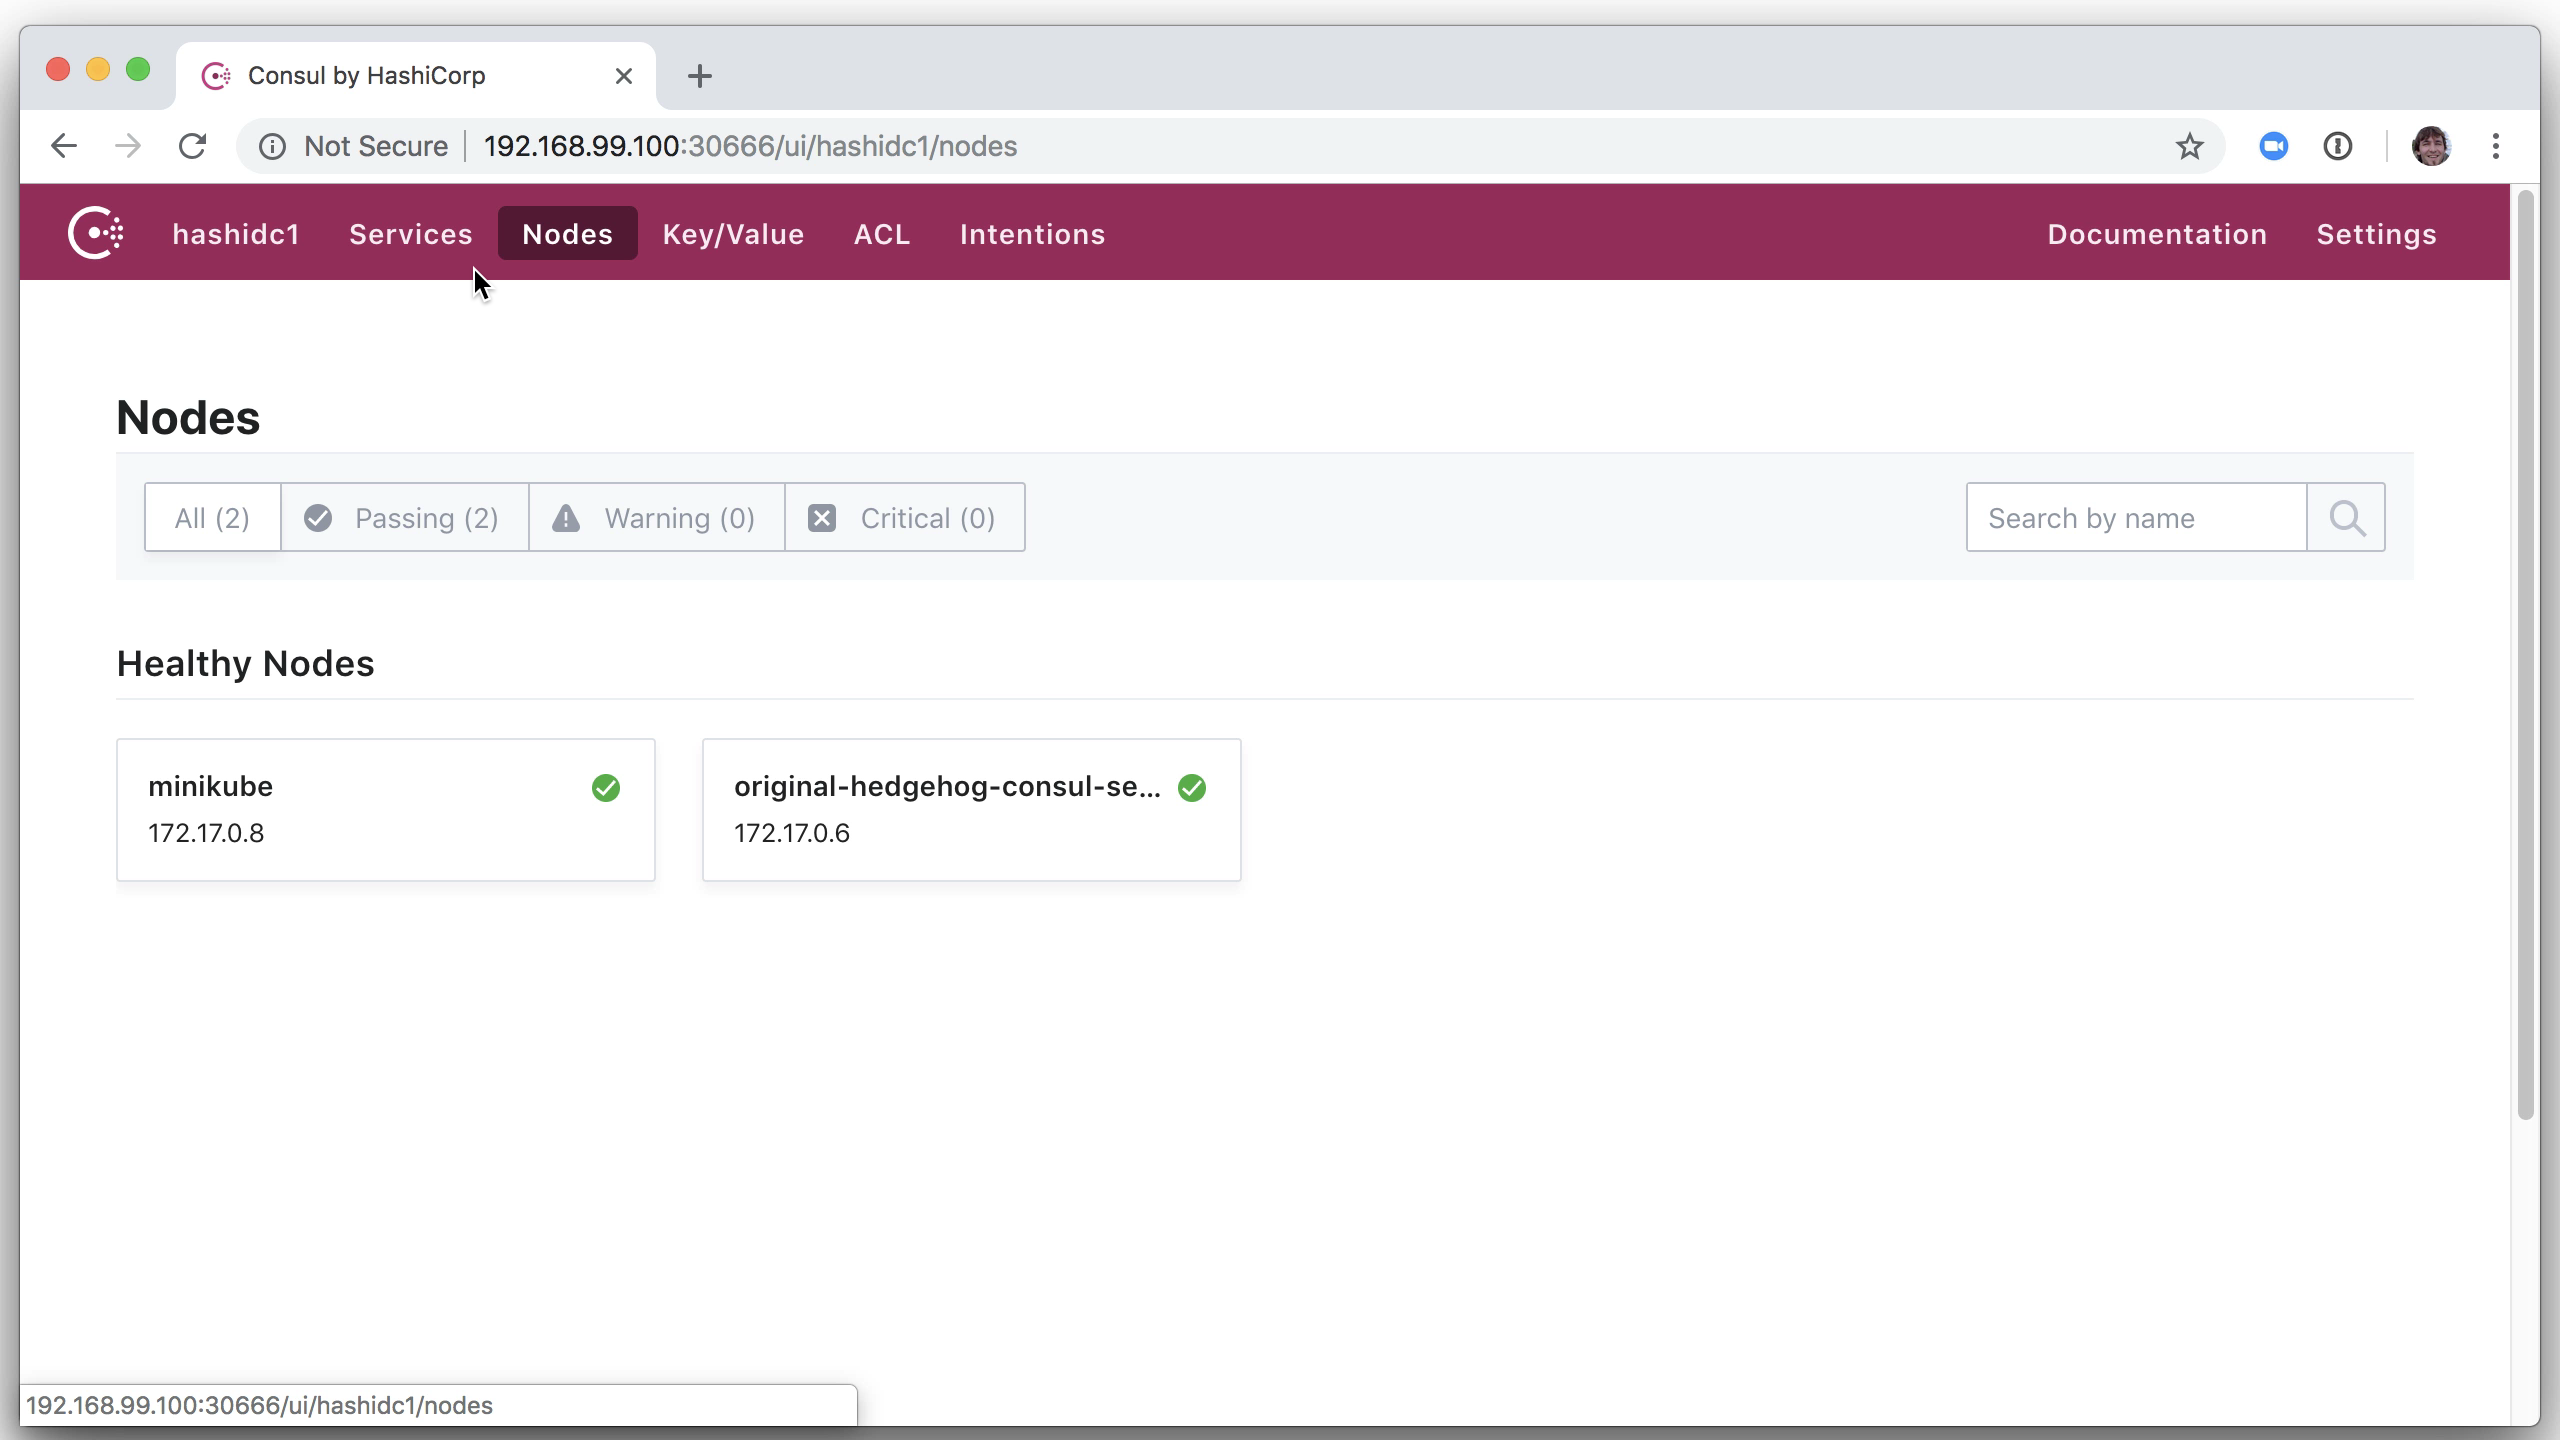 Consul by HashiCorp
Not Secure 192.168.99.100:30666/ui/hashidc1/nodes
hashidc1 Services Nodes Key/Value ACL Intentions Documentation Settings
Nodes
All (2) Passing (2) Warning (0) Critical (0) Search by name
Healthy Nodes
minikube original-hedgehog-consul-se...
172.17.0.8 172.17.0.6
192.168.99.100:30666/ui/hashidc1/nodes